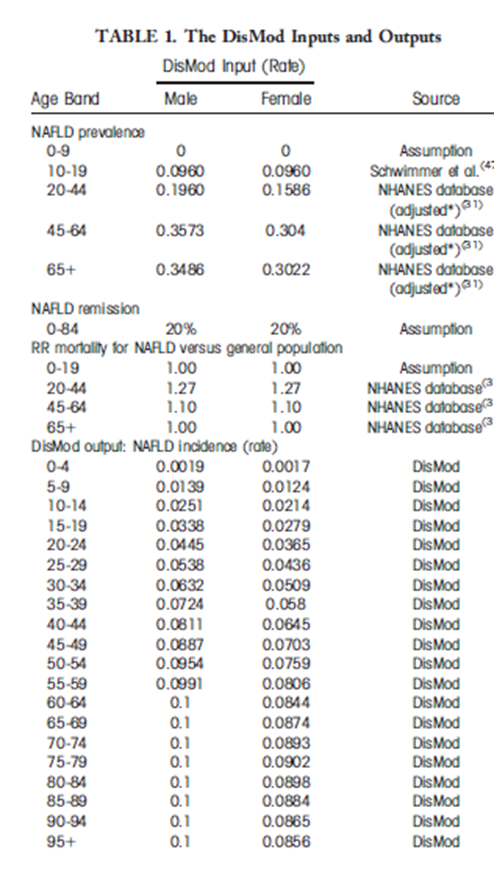 TABLE 1. The DisMod Inputs and Outputs
DisMod Input (Rate)
Age Band Male Female Source
NAFLD prevalence
0-9 0 0 Assumption
10-19 0.0960 0.0960 Schwimmer et al.(47
20-44 0.1960 0.1586 NHANES database
(adjusted*)(31)
45-64 0.3573 0.304 NHANES database
(adjusted*)(31)
65+ 0.3486 0.3022 NHANES database
(adjusted*)(31)
NAFLD remission
0-84 20% 20% Assumption
RR mortality for NAFLD versus general population
0-19 1.00 1.00 Assumption
20-44 1.27 1.27 NHANES database(3
45-64 1.10 1.10 NHANES database(3
65+ 1.00 1.00 NHANES database(3
DisMod output: NAFLD incidence (rate)
0-4 0.0019 0.0017 DisMod
5-9 0.0139 0.0124 DisMod
10-14 0.0251 0.0214 DisMod
15-19 0.0338 0.0279 DisMod
20-24 0.0445 0.0365 DisMod
25-29 0.0538 0.0436 DisMod
30-34 0.0632 0.0509 DisMod
35-39 0.0724 0.058 DisMod
40-44 0.0811 0.0645 DisMod
45-49 0.0887 0.0703 DisMod
50-54 0.0954 0.0759 DisMod
55-59 0.0991 0.0806 DisMod
60-64 0.1 0.0844 DisMod
65-69 0.1 0.0874 DisMod
70-74 0.1 0.0893 DisMod
75-79 0.1 0.0902 DisMod
80-84 0.1 0.0898 DisMod
85-89 0.1 0.0884 DisMod
90-94 0.1 0.0865 DisMod
95+ 0.1 0.0856 DisMod